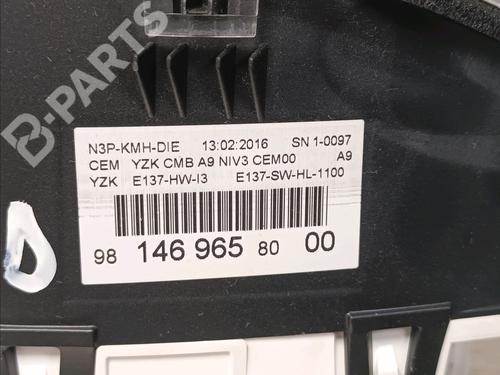 B-PARTS
N3P-KMH-DIE 13:02:2016 SN 1-0097
CEM YZK CMB A9 NIV3 CEM00 A9
YZK E137-HW-I3 E137-SW-HL-1100
98 146 965 80 00